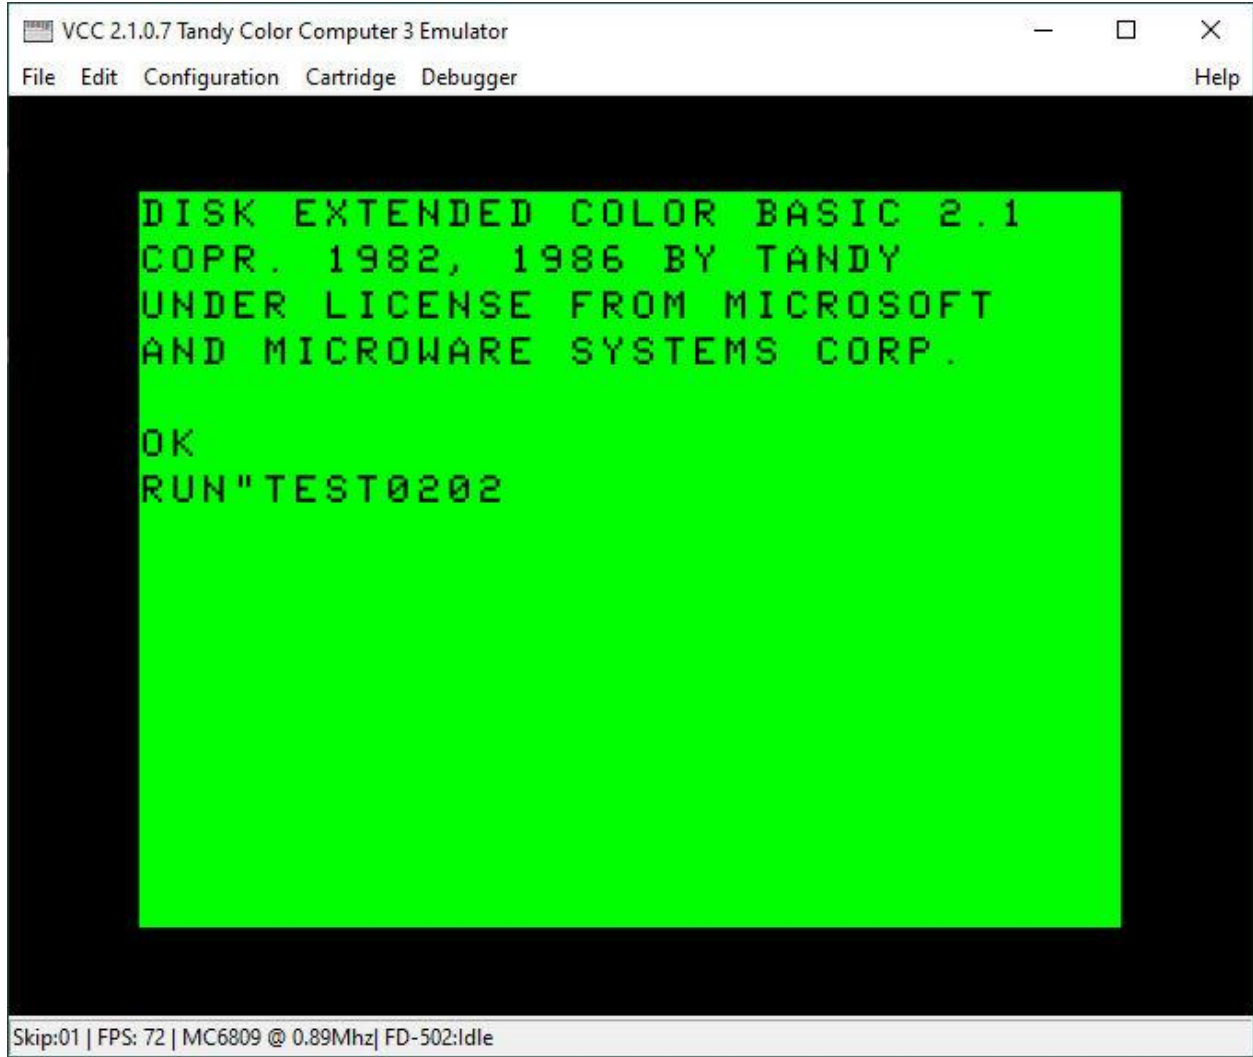 VCC 2.1.0.7 Tandy Color Computer 3 Emulator
File Edit Configuration Cartridge Debugger Help
DISK EXTENDED COLOR BASIC 2.1
COPR. 1982, 1986 BY TANDY
UNDER LICENSE FROM MICROSOFT
AND MICROWARE SYSTEMS CORP.
OK
RUN"TEST0202
Skip:01 | FPS: 72 | MC6809 @ 0.89Mhz| FD-502:Idle